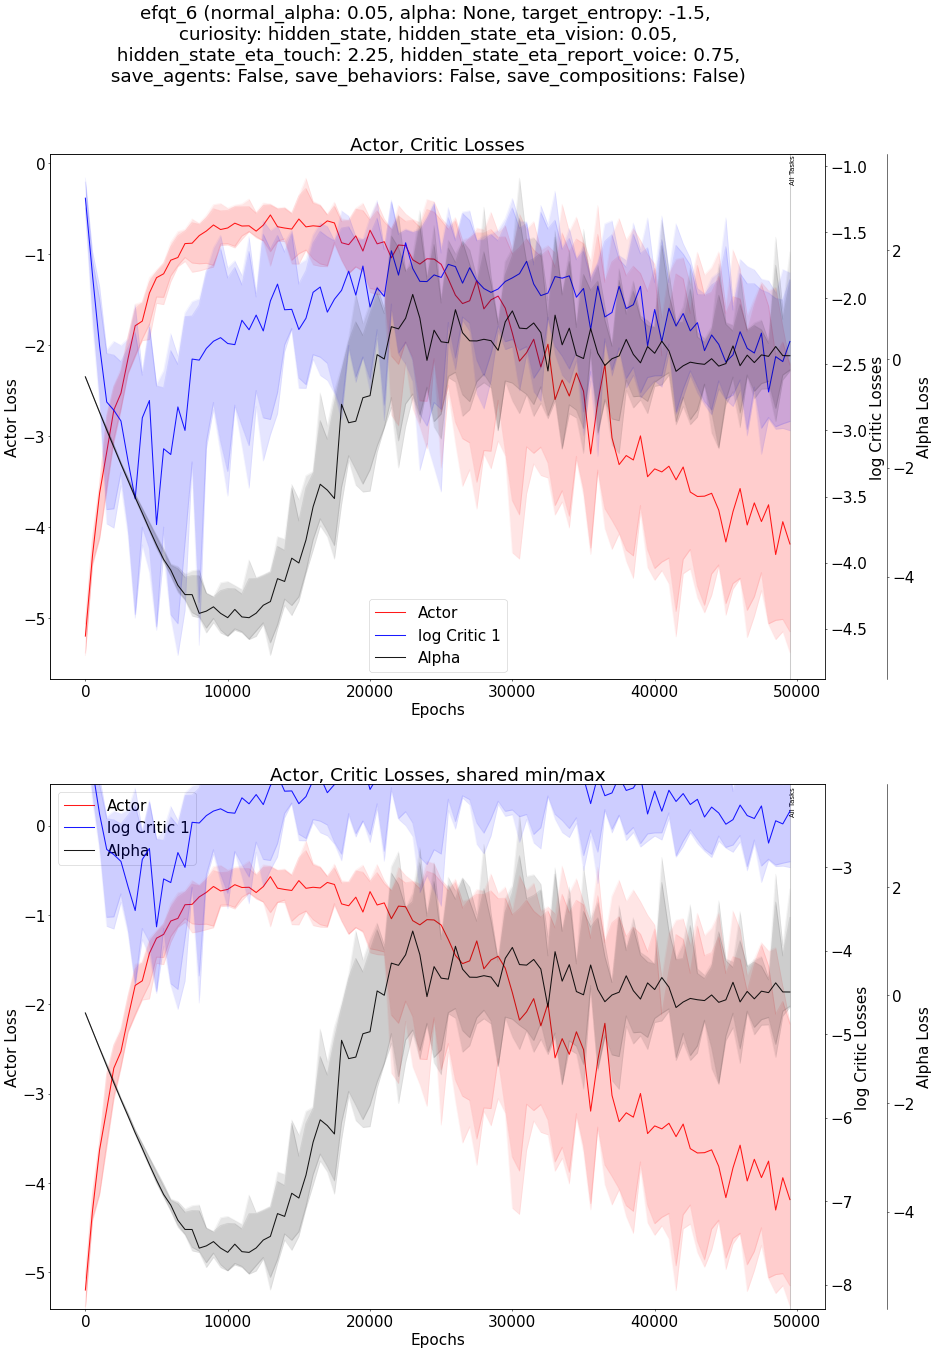 efqt_6 (normal_alpha: 0.05, alpha: None, target_entropy: -1.5,
curiosity: hidden_state, hidden_state_eta_vision: 0.05,
hidden_state_eta_touch: 2.25, hidden_state_eta_report_voice: 0.75,
save_agents: False, save_behaviors: False, save_compositions: False)
Actor, Critic Losses
0
−1
−2
−3
−4
−5
Actor Loss
−1.0
−1.5
−2.0
−2.5
−3.0
−3.5
−4.0
−4.5
log Critic Losses
2
0
−2
−4
Alpha Loss
All Tasks
Actor
log Critic 1
Alpha
0
10000
20000
30000
40000
50000
Epochs
Actor, Critic Losses, shared min/max
Actor
log Critic 1
Alpha
All Tasks
0
−1
−2
−3
−4
−5
Actor Loss
−3
−4
−5
−6
−7
−8
log Critic Losses
2
0
−2
−4
Alpha Loss
0
10000
20000
30000
40000
50000
Epochs